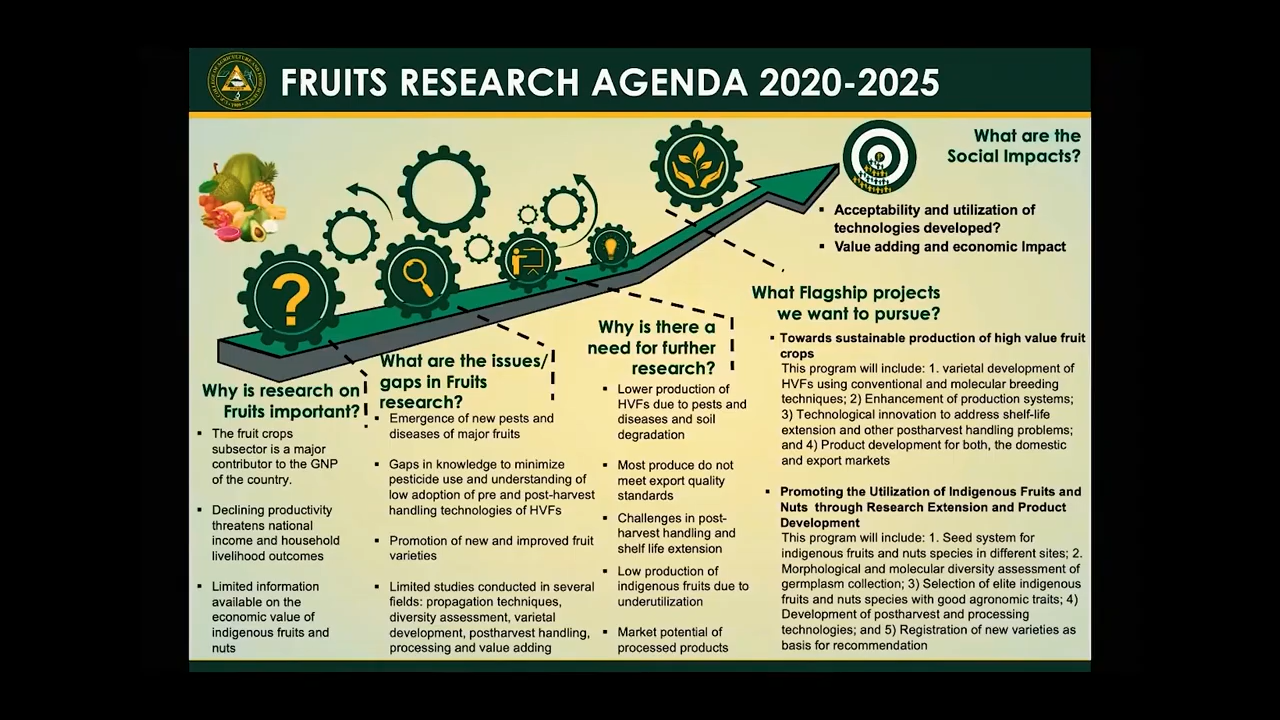 FRUITS RESEARCH AGENDA 2020-2025
Why is research on
Fruits important?
▪ The fruit crops
subsector is a major
contributor to the GNP
of the country.
▪ Declining productivity
threatens national
income and household
livelihood outcomes
▪ Limited information
available on the
economic value of
indigenous fruits and
nuts
What are the issues/
gaps in Fruits
research?
▪ Emergence of new pests and
diseases of major fruits
▪ Gaps in knowledge to minimize
pesticide use and understanding of
low adoption of pre and post-harvest
handling technologies of HVFs
▪ Promotion of new and improved fruit
varieties
▪ Limited studies conducted in several
fields: propagation techniques,
diversity assessment, varietal
development, postharvest handling,
processing and value adding
Why is there a
need for further
research?
▪ Lower production of
HVFs due to pests and
diseases and soil
degradation
▪ Most produce do not
meet export quality
standards
▪ Challenges in post-
harvest handling and
shelf life extension
▪ Low production of
indigenous fruits due to
underutilization
▪ Market potential of
processed products
What Flagship projects
we want to pursue?
▪ Towards sustainable production of high value fruit
crops
This program will include: 1. varietal development of
HVFs using conventional and molecular breeding
techniques; 2) Enhancement of production systems;
3) Technological innovation to address shelf-life
extension and other postharvest handling problems;
and 4) Product development for both, the domestic
and export markets
▪ Promoting the Utilization of Indigenous Fruits and
Nuts through Research Extension and Product
Development
This program will include: 1. Seed system for
indigenous fruits and nuts species in different sites; 2.
Morphological and molecular diversity assessment of
germplasm collection; 3) Selection of elite indigenous
fruits and nuts species with good agronomic traits; 4)
Development of postharvest and processing
technologies; and 5) Registration of new varieties as
basis for recommendation
What are the
Social Impacts?
▪ Acceptability and utilization of
technologies developed?
▪ Value adding and economic Impact
?